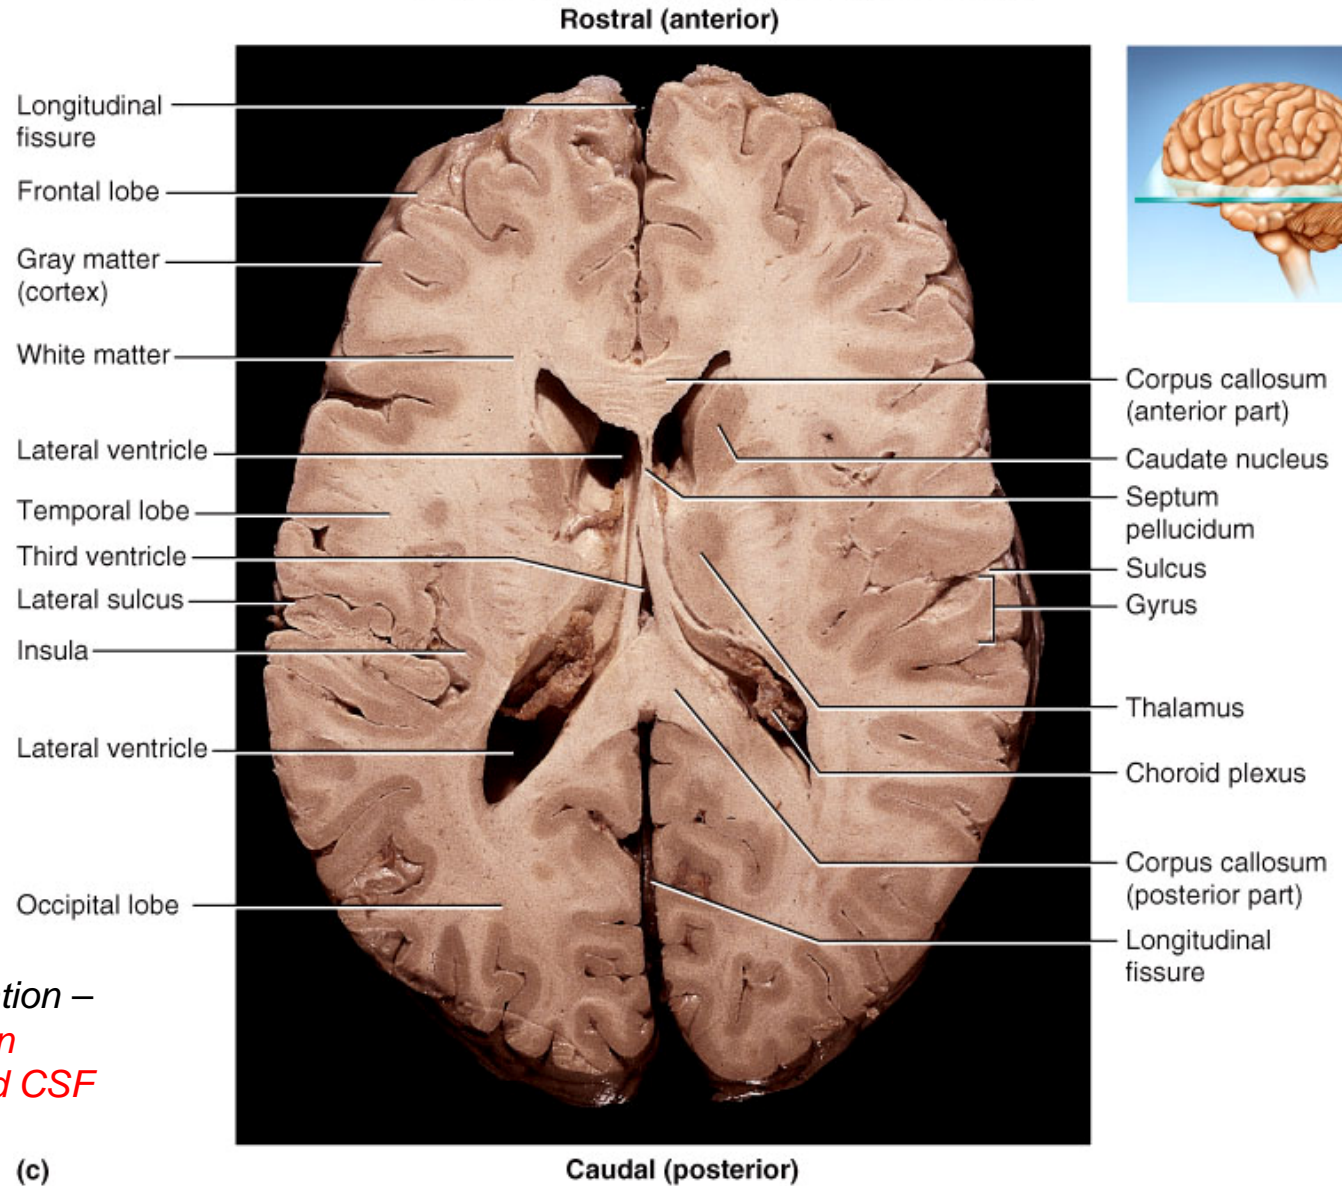 Rostral (anterior)
Longitudinal
fissure
Frontal lobe
Gray matter
(cortex)
White matter
Lateral ventricle
Temporal lobe
Third ventricle
Lateral sulcus
Insula
Lateral ventricle
Occipital lobe
Corpus callosum
(anterior part)
Caudate nucleus
Septum
pellucidum
Sulcus
Gyrus
Thalamus
Choroid plexus
Corpus callosum
(posterior part)
Longitudinal
fissure
tion –
n
d CSF
(c)
Caudal (posterior)